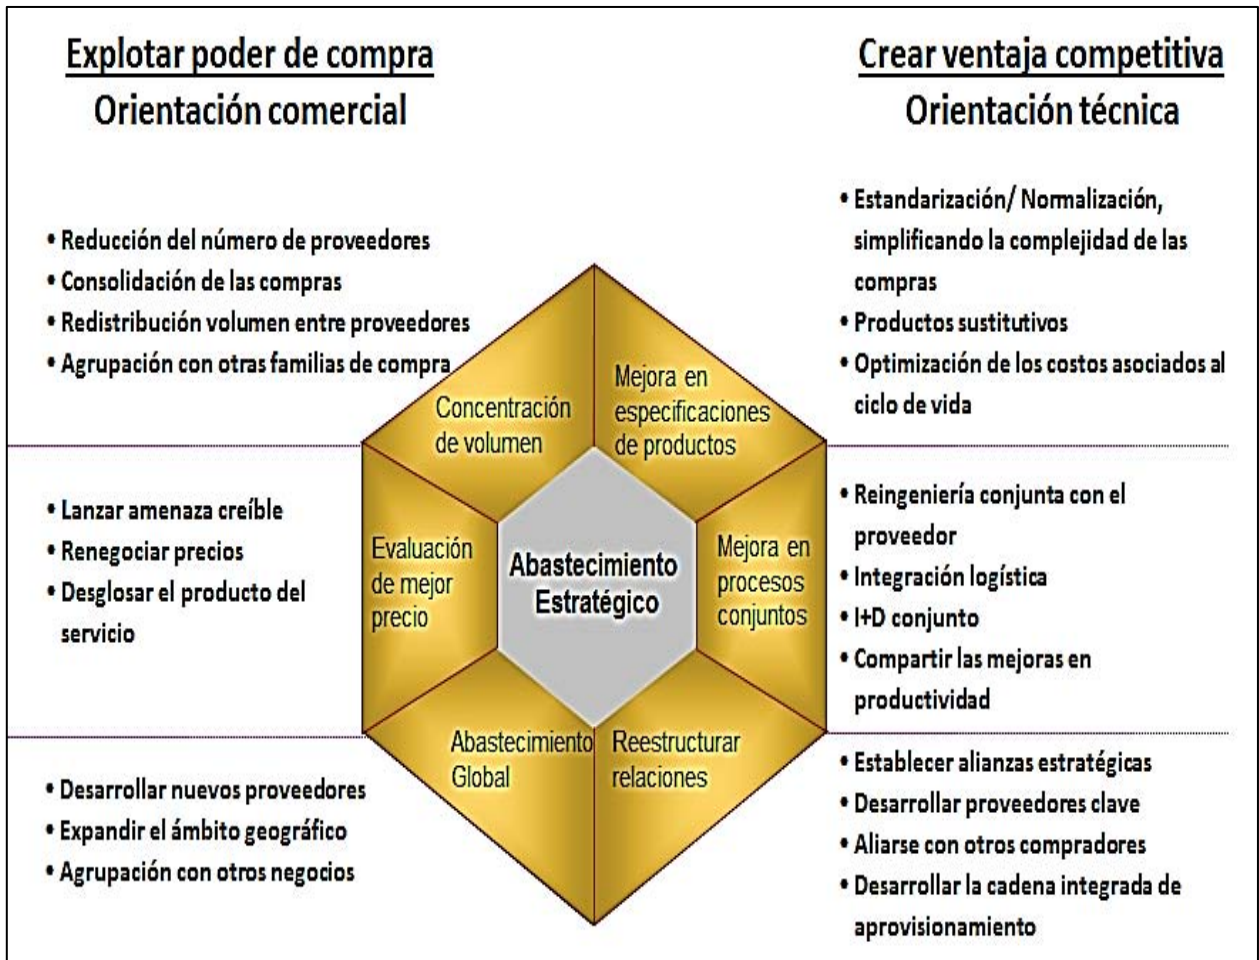 Explotar poder de compra
Orientación comercial
Crear ventaja competitiva
Orientación técnica
• Reducción del número de proveedores
• Consolidación de las compras
• Redistribución volumen entre proveedores
• Agrupación con otras familias de compra
• Estandarización/ Normalización,
simplificando la complejidad de las
compras
• Productos sustitutivos
• Optimización de los costos asociados al
ciclo de vida
Concentración
de volumen
Mejora en
especificaciones
de productos
• Lanzar amenaza creíble
• Renegociar precios
• Desglosar el producto del
servicio
Evaluación
de mejor
precio
Abastecimiento
Estratégico
Mejora en
procesos
conjuntos
• Reingeniería conjunta con el
proveedor
• Integración logística
• I+D conjunto
• Compartir las mejoras en
productividad
Abastecimiento
Global
Reestructurar
relaciones
• Desarrollar nuevos proveedores
• Expandir el ámbito geográfico
• Agrupación con otros negocios
• Establecer alianzas estratégicas
• Desarrollar proveedores clave
• Aliarse con otros compradores
• Desarrollar la cadena integrada de
aprovisionamiento